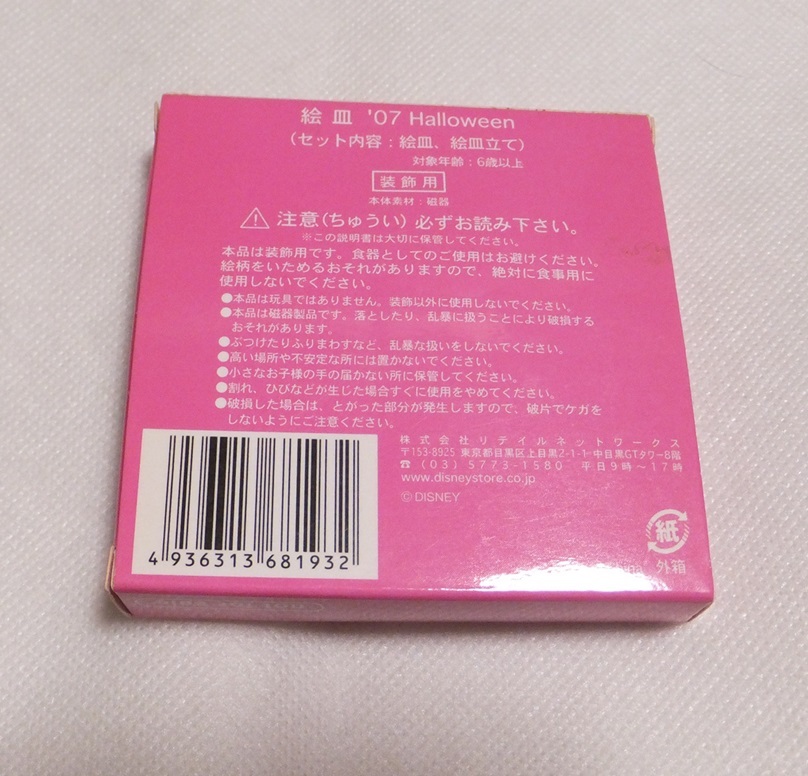 絵皿 '07 Halloween
(セット内容：絵皿、絵皿立て)
対象年齢：6歳以上
装飾用
本体素材：磁器
注意(ちゅうい) 必ずお読み下さい。
※この説明書は大切に保管してください。
本品は装飾用です。食器としてのご使用はお避けください。
絵柄をいためるおそれがありますので、絶対に食事用に
使用しないでください。
●本品は玩具ではありません。装飾以外に使用しないでください。
●本品は磁器製品です。落としたり、乱暴に扱うことにより破損する
おそれがあります。
●ぶつけたりふりまわすなど、乱暴な扱いをしないでください。
●高い場所や不安定な所には置かないでください。
●小さなお子様の手の届かない所に保管してください。
●割れ、ひびなどが生じた場合すぐに使用をやめてください。
●破損した場合は、とがった部分が発生しますので、破片でケガを
しないようにご注意ください。
株式会社リテイルネットワークス
〒153-8925 東京都目黒区上目黒2-1-1 中目黒GTタワー8階
☎(03)5773-1580 平日9時〜17時
www.disneystore.co.jp
©DISNEY
紙
外箱
4 936313 681932